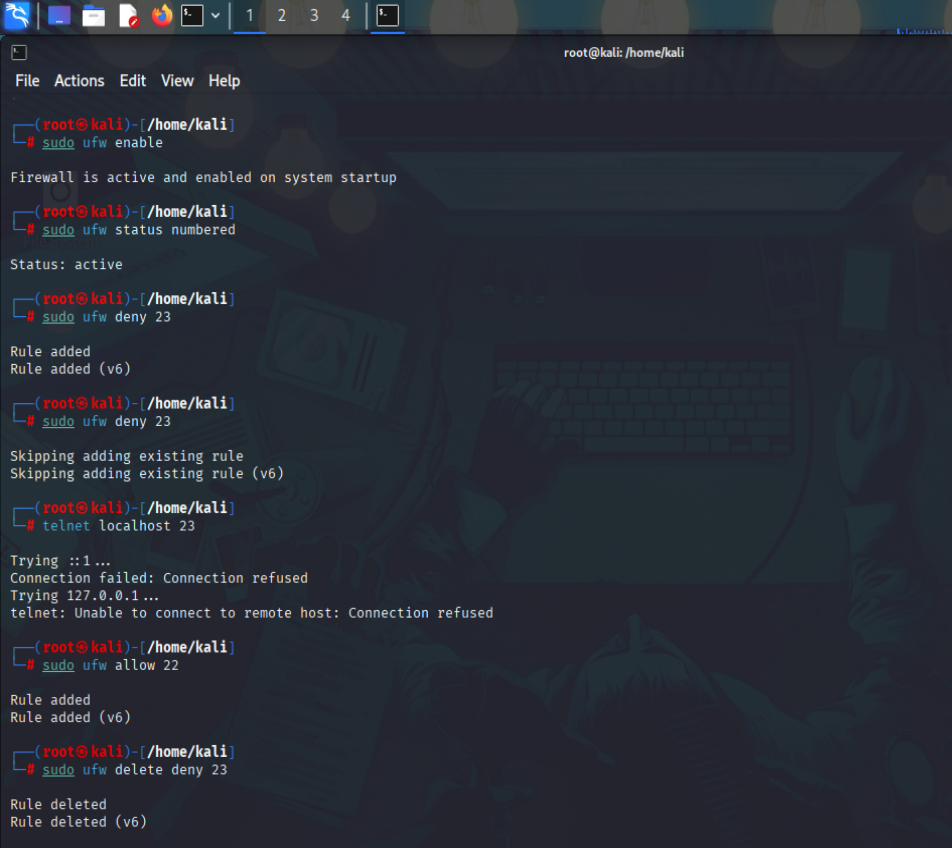 1 2 3 4
root@kali: /home/kali
File Actions Edit View Help
┌──(root㉿kali)-[/home/kali]
└─# sudo ufw enable
Firewall is active and enabled on system startup
┌──(root㉿kali)-[/home/kali]
└─# sudo ufw status numbered
Status: active
┌──(root㉿kali)-[/home/kali]
└─# sudo ufw deny 23
Rule added
Rule added (v6)
┌──(root㉿kali)-[/home/kali]
└─# sudo ufw deny 23
Skipping adding existing rule
Skipping adding existing rule (v6)
┌──(root㉿kali)-[/home/kali]
└─# telnet localhost 23
Trying ::1...
Connection failed: Connection refused
Trying 127.0.0.1...
telnet: Unable to connect to remote host: Connection refused
┌──(root㉿kali)-[/home/kali]
└─# sudo ufw allow 22
Rule added
Rule added (v6)
┌──(root㉿kali)-[/home/kali]
└─# sudo ufw delete deny 23
Rule deleted
Rule deleted (v6)